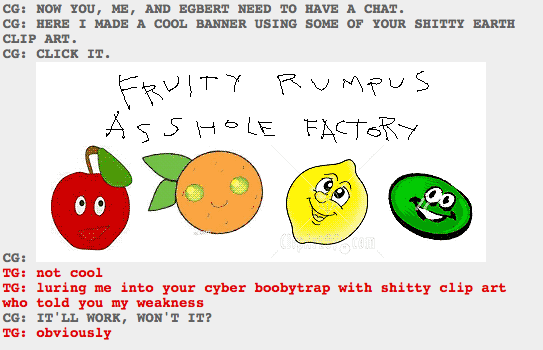 CG: NOW YOU, ME, AND EGBERT NEED TO HAVE A CHAT.
CG: HERE I MADE A COOL BANNER USING SOME OF YOUR SHITTY EARTH
CLIP ART.
CG: CLICK IT.
FRUITY RUMPUS
ASSHOLE FACTORY
CG:
TG: not cool
TG: luring me into your cyber boobytrap with shitty clip art
who told you my weakness
CG: IT'LL WORK, WON'T IT?
TG: obviously